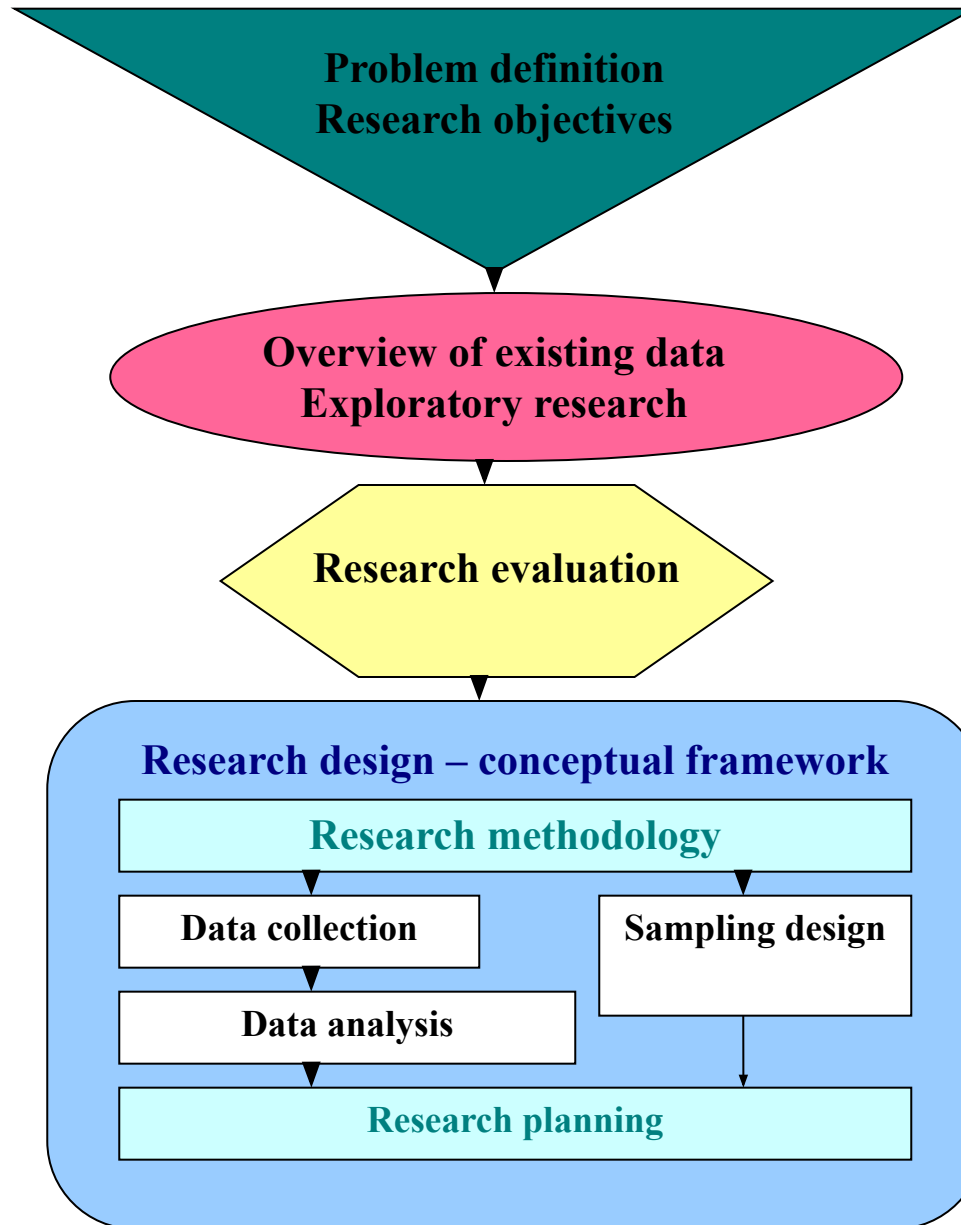 Problem definition
Research objectives
Overview of existing data
Exploratory research
Research evaluation
Research design – conceptual framework
Research methodology
Data collection
Sampling design
Data analysis
Research planning